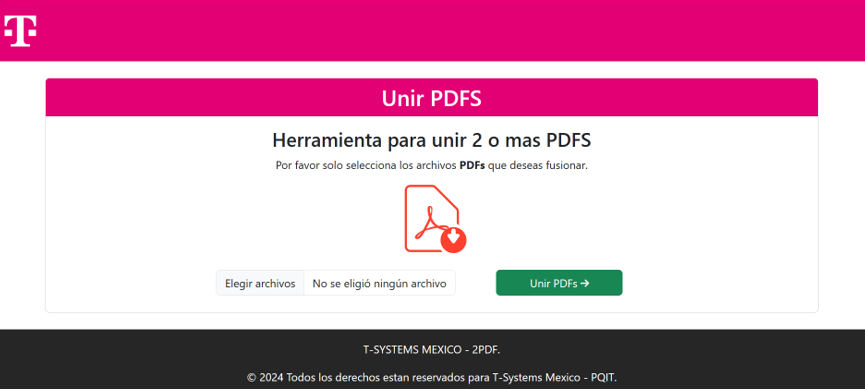 T
Unir PDFS
Herramienta para unir 2 o mas PDFS
Por favor solo selecciona los archivos PDFs que deseas fusionar.
Elegir archivos No se eligió ningún archivo
Unir PDFs →
T-SYSTEMS MEXICO - 2PDF.
© 2024 Todos los derechos estan reservados para T-Systems Mexico - PQIT.